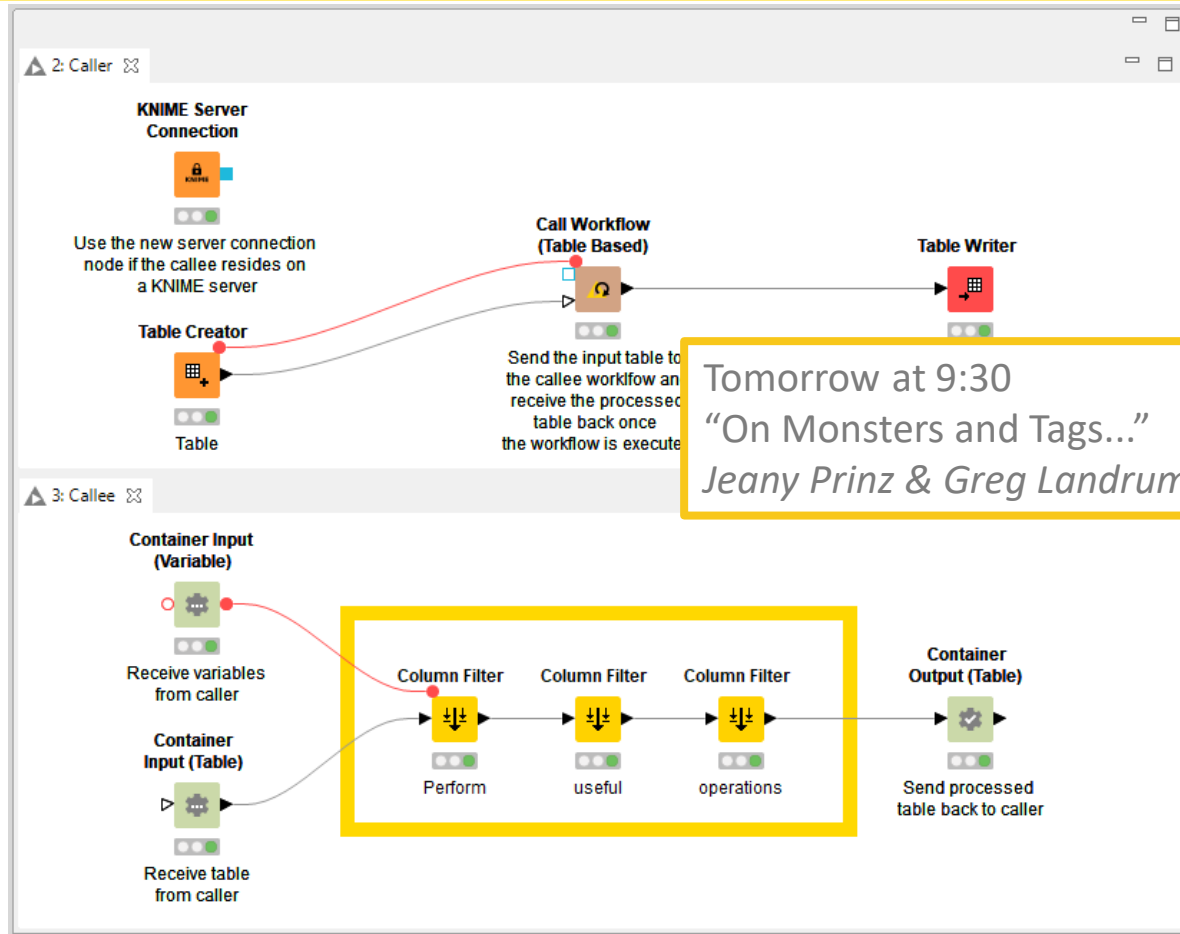 2: Caller
KNIME Server
Connection
KNIME
Use the new server connection
node if the callee resides on
a KNIME server
Table Creator
Table
Call Workflow
(Table Based)
Send the input table to
the callee worklfow an
receive the processed
table back once
the workflow is execute
Table Writer
Tomorrow at 9:30
“On Monsters and Tags...”
Jeany Prinz & Greg Landrum
3: Callee
Container Input
(Variable)
Receive variables
from caller
Container
Input (Table)
Receive table
from caller
Column Filter
Perform
Column Filter
useful
Column Filter
operations
Container
Output (Table)
Send processed
table back to caller